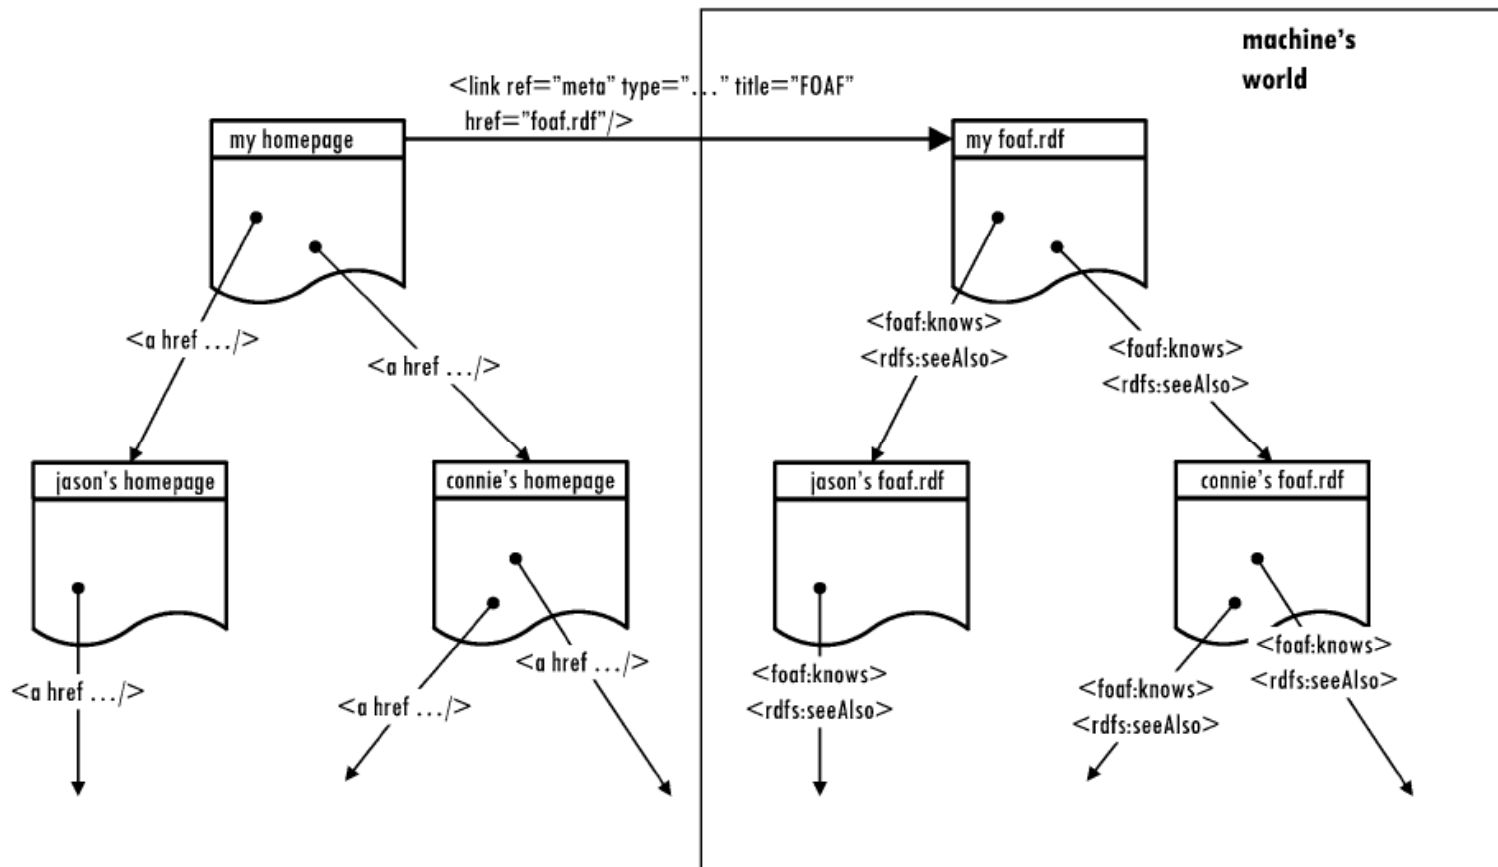 machine's
world
<link ref="meta" type="..." title="FOAF"
href="foaf.rdf"/>
my homepage
my foaf.rdf
<a href .../>
<a href .../>
<foaf:knows>
<rdfs:seeAlso>
<foaf:knows>
<rdfs:seeAlso>
jason's homepage
connie's homepage
jason's foaf.rdf
connie's foaf.rdf
<a href .../>
<a href .../>
<a href .../>
<foaf:knows>
<rdfs:seeAlso>
<foaf:knows>
<rdfs:seeAlso>
<foaf:knows>
<rdfs:seeAlso>